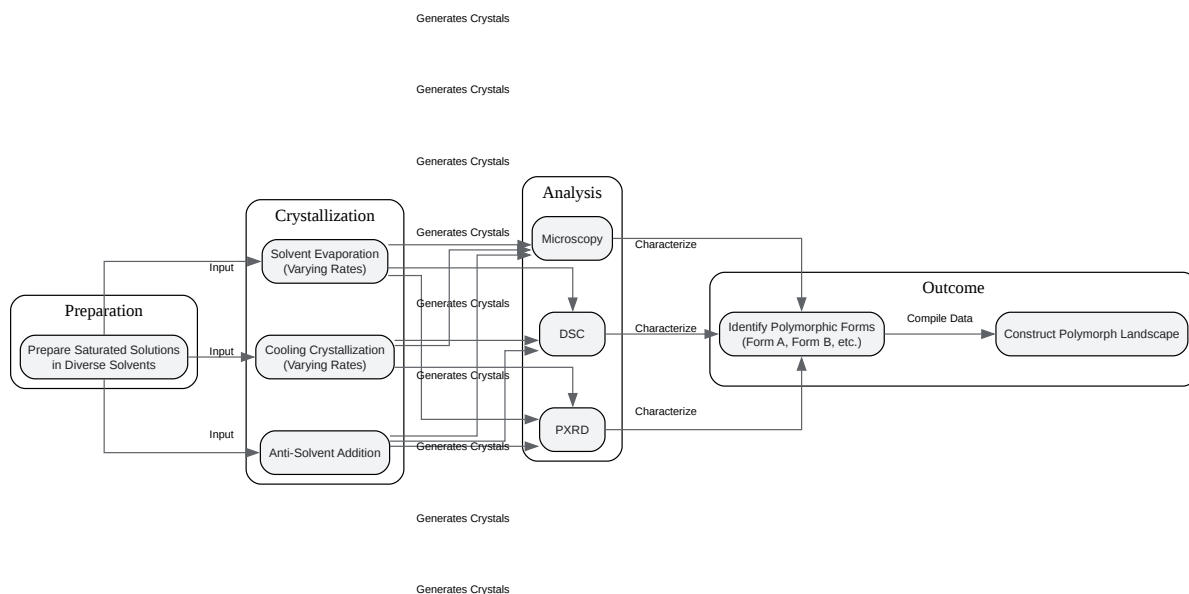 Generates Crystals
Generates Crystals
Generates Crystals
Analysis
Crystallization
Generates Crystals
Microscopy
Characterize
Solvent Evaporation
(Varying Rates)
Input
Outcome
Preparation
Generates Crystals
DSC
Characterize
Identify Polymorphic Forms
(Form A, Form B, etc.)
Compile Data
Construct Polymorph Landscape
Prepare Saturated Solutions
in Diverse Solvents
Input
Cooling Crystallization
(Varying Rates)
Generates Crystals
PXRD
Characterize
Input
Anti-Solvent Addition
Generates Crystals
Generates Crystals
Generates Crystals